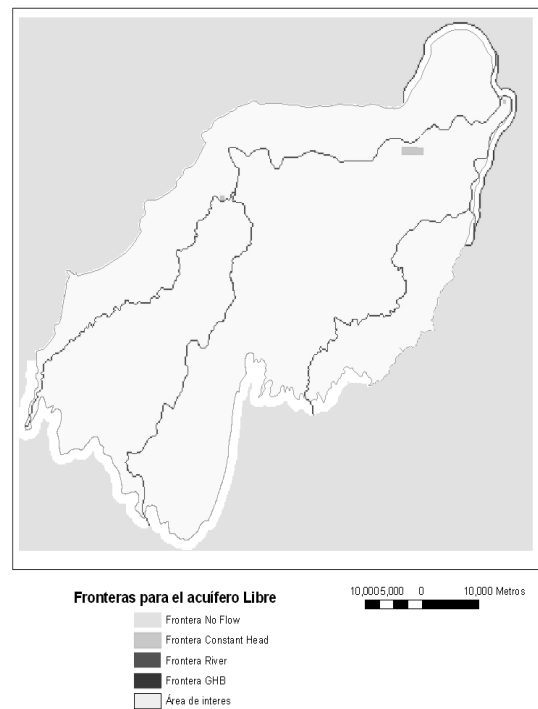 Fronteras para el acuífero Libre
10,0005,000 0 10,000 Metros
Frontera No Flow
Frontera Constant Head
Frontera River
Frontera GHB
Área de interes